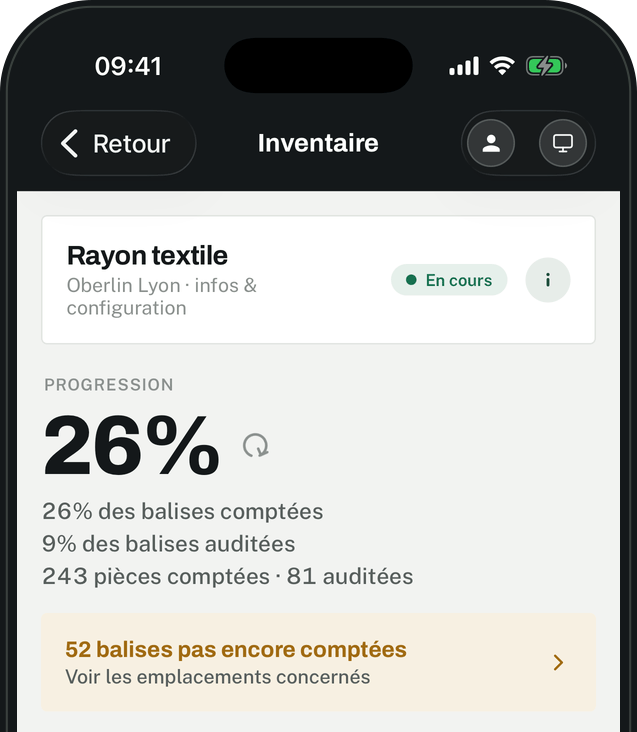 09:41
Retour
Inventaire
Rayon textile
Oberlin Lyon · infos &
configuration
En cours
PROGRESSION
26%
26% des balises comptées
9% des balises auditées
243 pièces comptées · 81 auditées
52 balises pas encore comptées
Voir les emplacements concernés